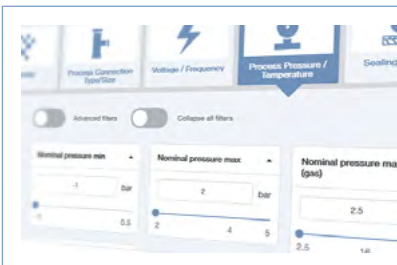 Process Connection
Type/Size
Voltage / Frequency
Process Pressure /
Temperature
Sealing
Advanced filters
Collapse all filters
Nominal pressure min
-1
bar
-1
0.5
Nominal pressure max
2
bar
2
4
5
Nominal pressure ma
(gas)
2.5
2.5
16